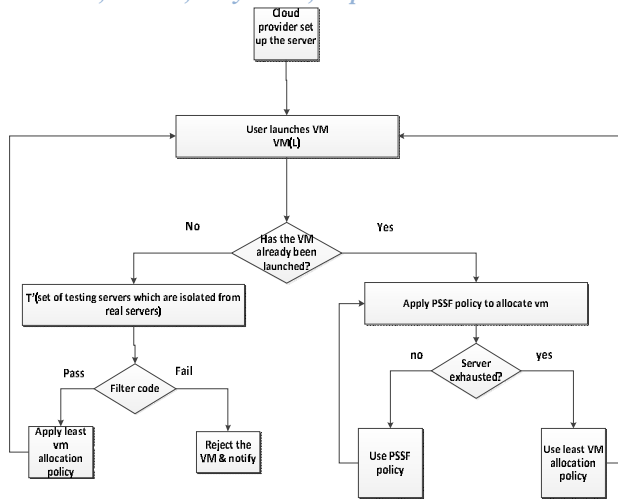 Cloud
provider set
up the server
User launches VM
VM(L)
No
Yes
Has the VM
already been
launched?
T'(set of testing servers which are isolated from
real servers)
Apply PSSF policy to allocate vm
Pass
Fail
Filter code
no
yes
Server
exhausted?
Apply least
vm
allocation
policy
Reject the
VM & notify
Use PSSF
policy
Use least VM
allocation
policy